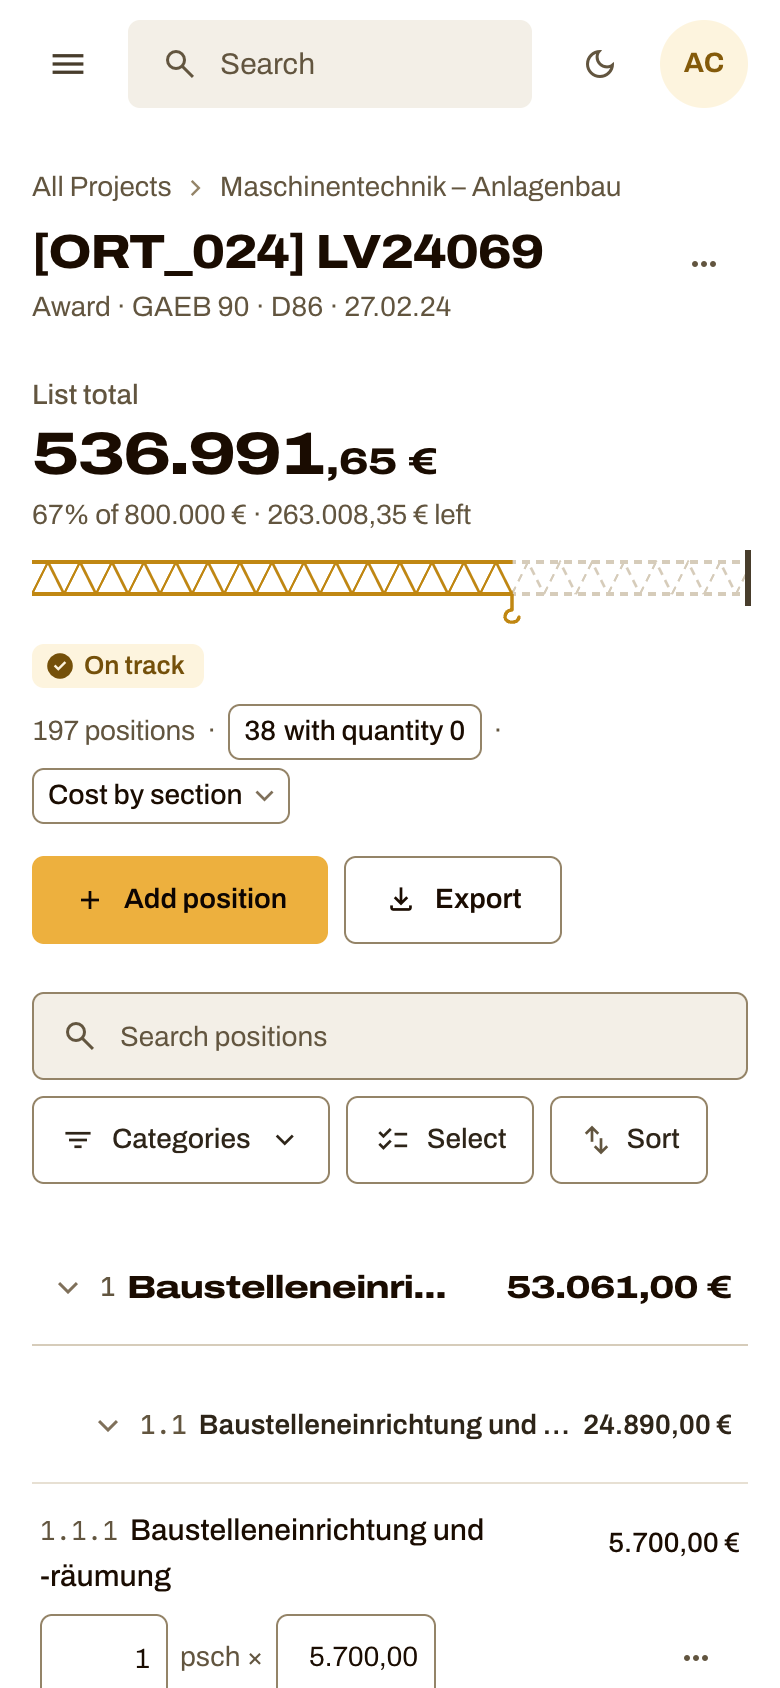 Search
AC
All Projects > Maschinentechnik – Anlagenbau
[ORT_024] LV24069
Award · GAEB 90 · D86 · 27.02.24
List total
536.991,65 €
67% of 800.000 € · 263.008,35 € left
On track
197 positions · 38 with quantity 0 ·
Cost by section
+ Add position Export
Search positions
Categories Select Sort
1 Baustelleneinri... 53.061,00 €
1.1 Baustelleneinrichtung und ... 24.890,00 €
1.1.1 Baustelleneinrichtung und
-räumung
5.700,00 €
1 psch × 5.700,00